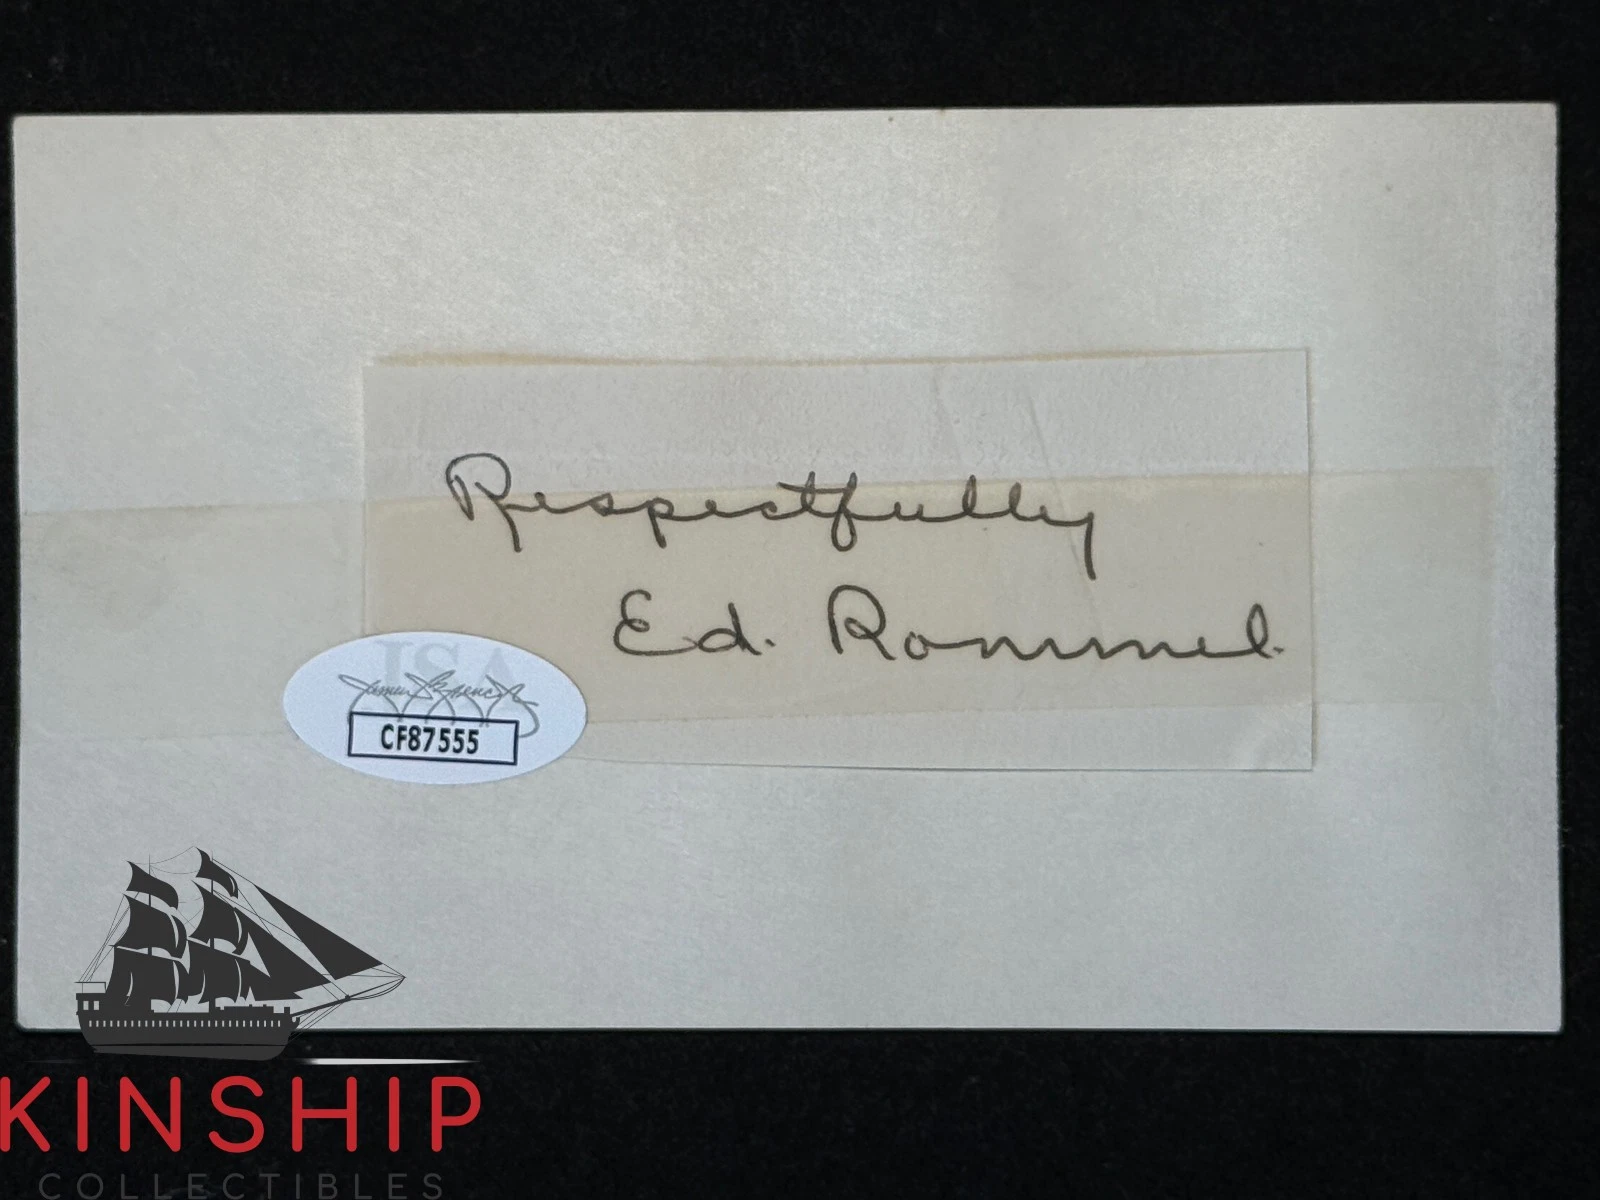 Respectfully
Ed. Rommel.
JSA
CF87555
KINSHIP
COLLECTIBLES